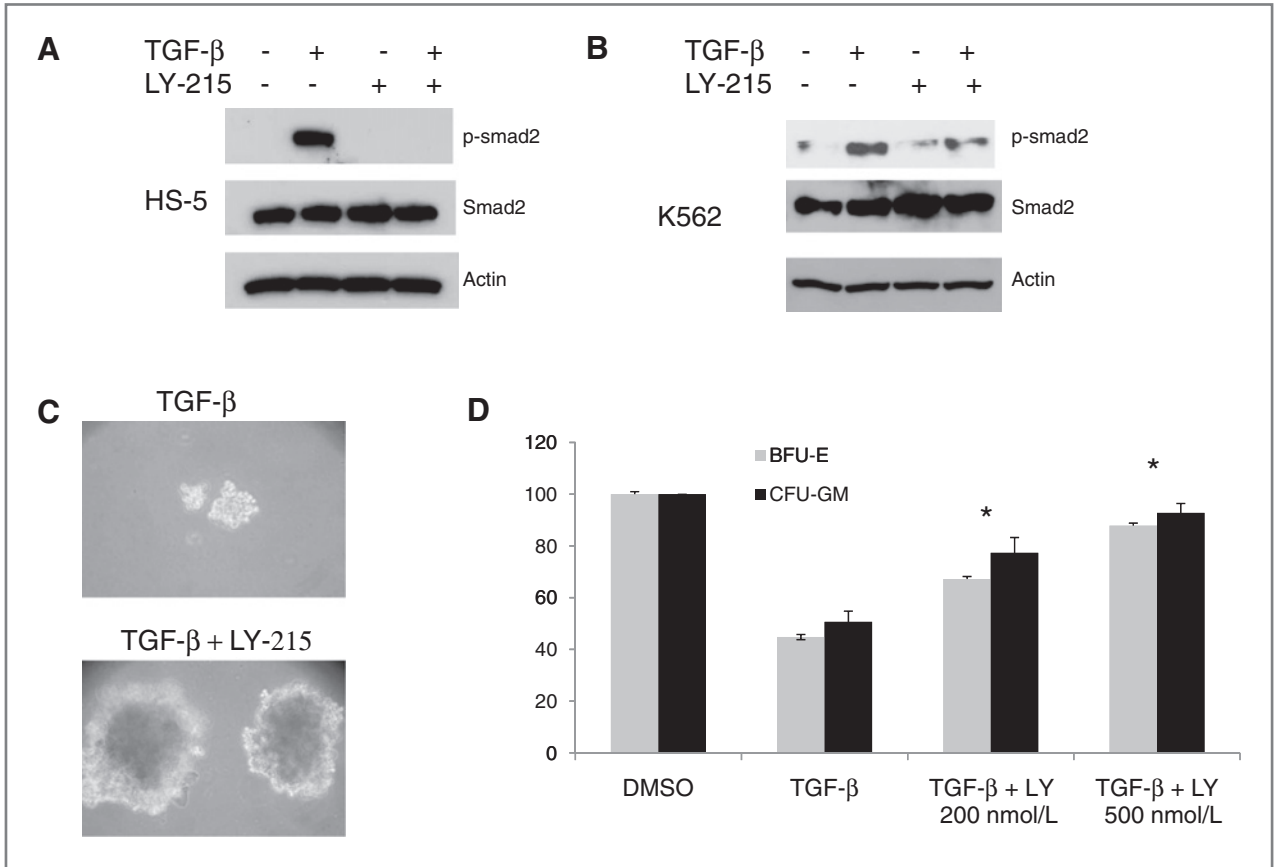 A
TGF-β - + - +
LY-215 - - + +
p-smad2
HS-5
Smad2
Actin
B
TGF-β - + - +
LY-215 - - + +
p-smad2
K562
Smad2
Actin
C
TGF-β
TGF-β + LY-215
D
120
100
80
60
40
20
0
BFU-E
CFU-GM
*
*
DMSO
TGF-β
TGF-β + LY
200 nmol/L
TGF-β + LY
500 nmol/L